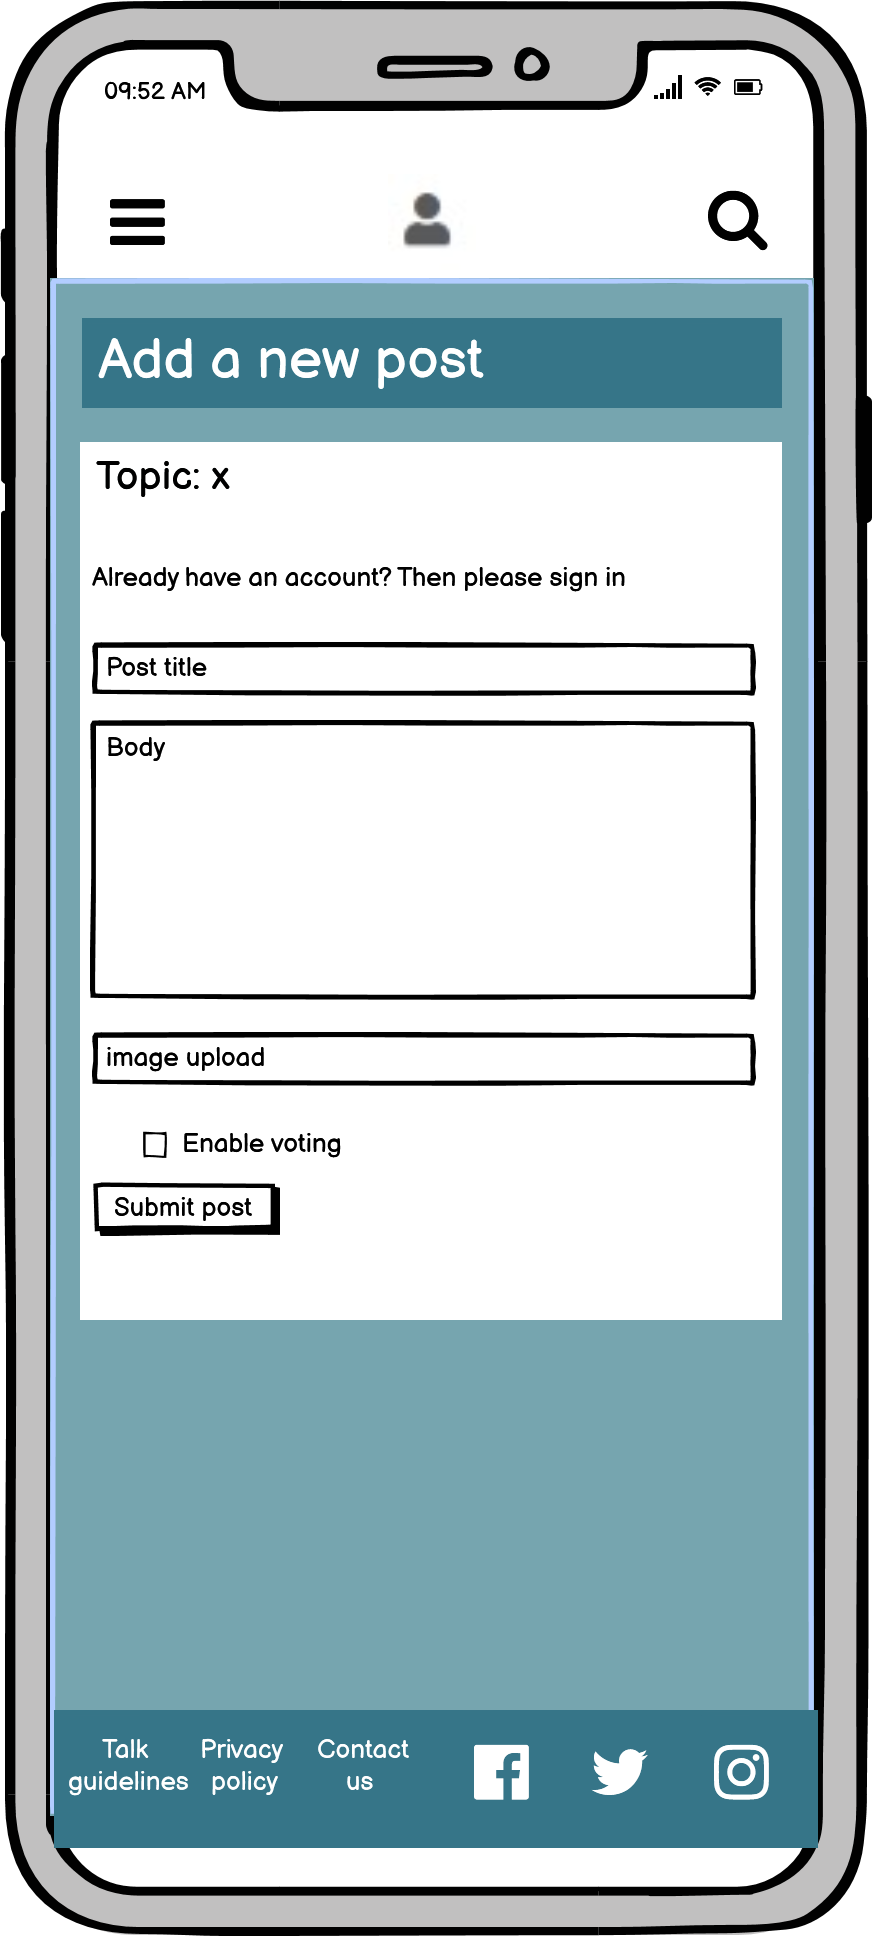 09:52 AM
Add a new post
Topic: x
Already have an account? Then please sign in
Post title
Body
image upload
Enable voting
Submit post
Talk guidelines
Privacy policy
Contact us